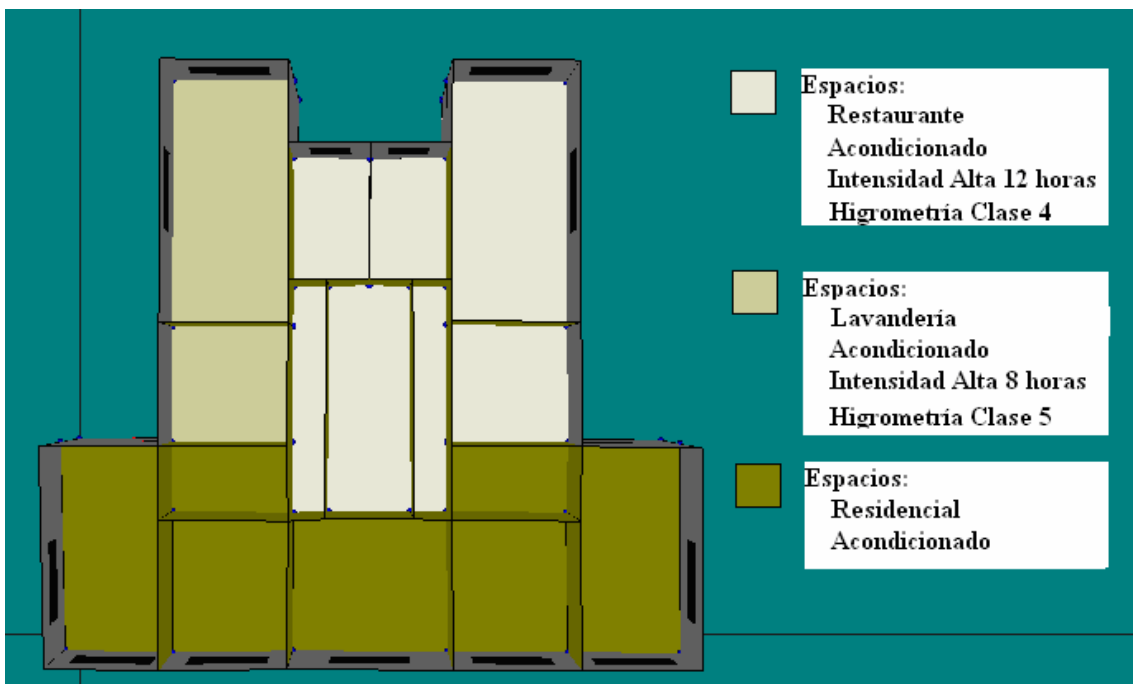 Espacios:
Restaurante
Acondicionado
Intensidad Alta 12 horas
Higrometría Clase 4
Espacios:
Lavandería
Acondicionado
Intensidad Alta 8 horas
Higrometría Clase 5
Espacios:
Residencial
Acondicionado